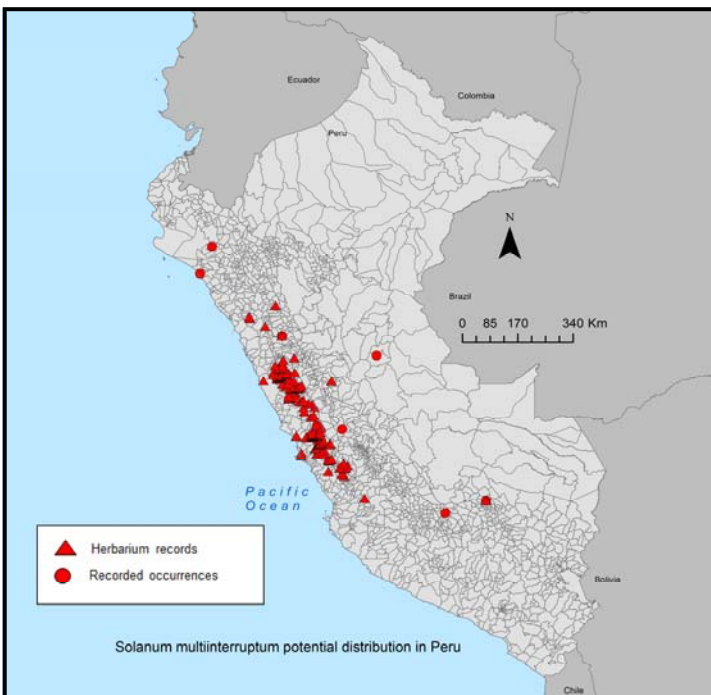 Ecuador
Colombia
Peru
N
Brazil
0 85 170 340 Km
Pacific
Ocean
Herbarium records
Recorded occurrences
Bolivia
Solanum multiinterruptum potential distribution in Peru
Chile